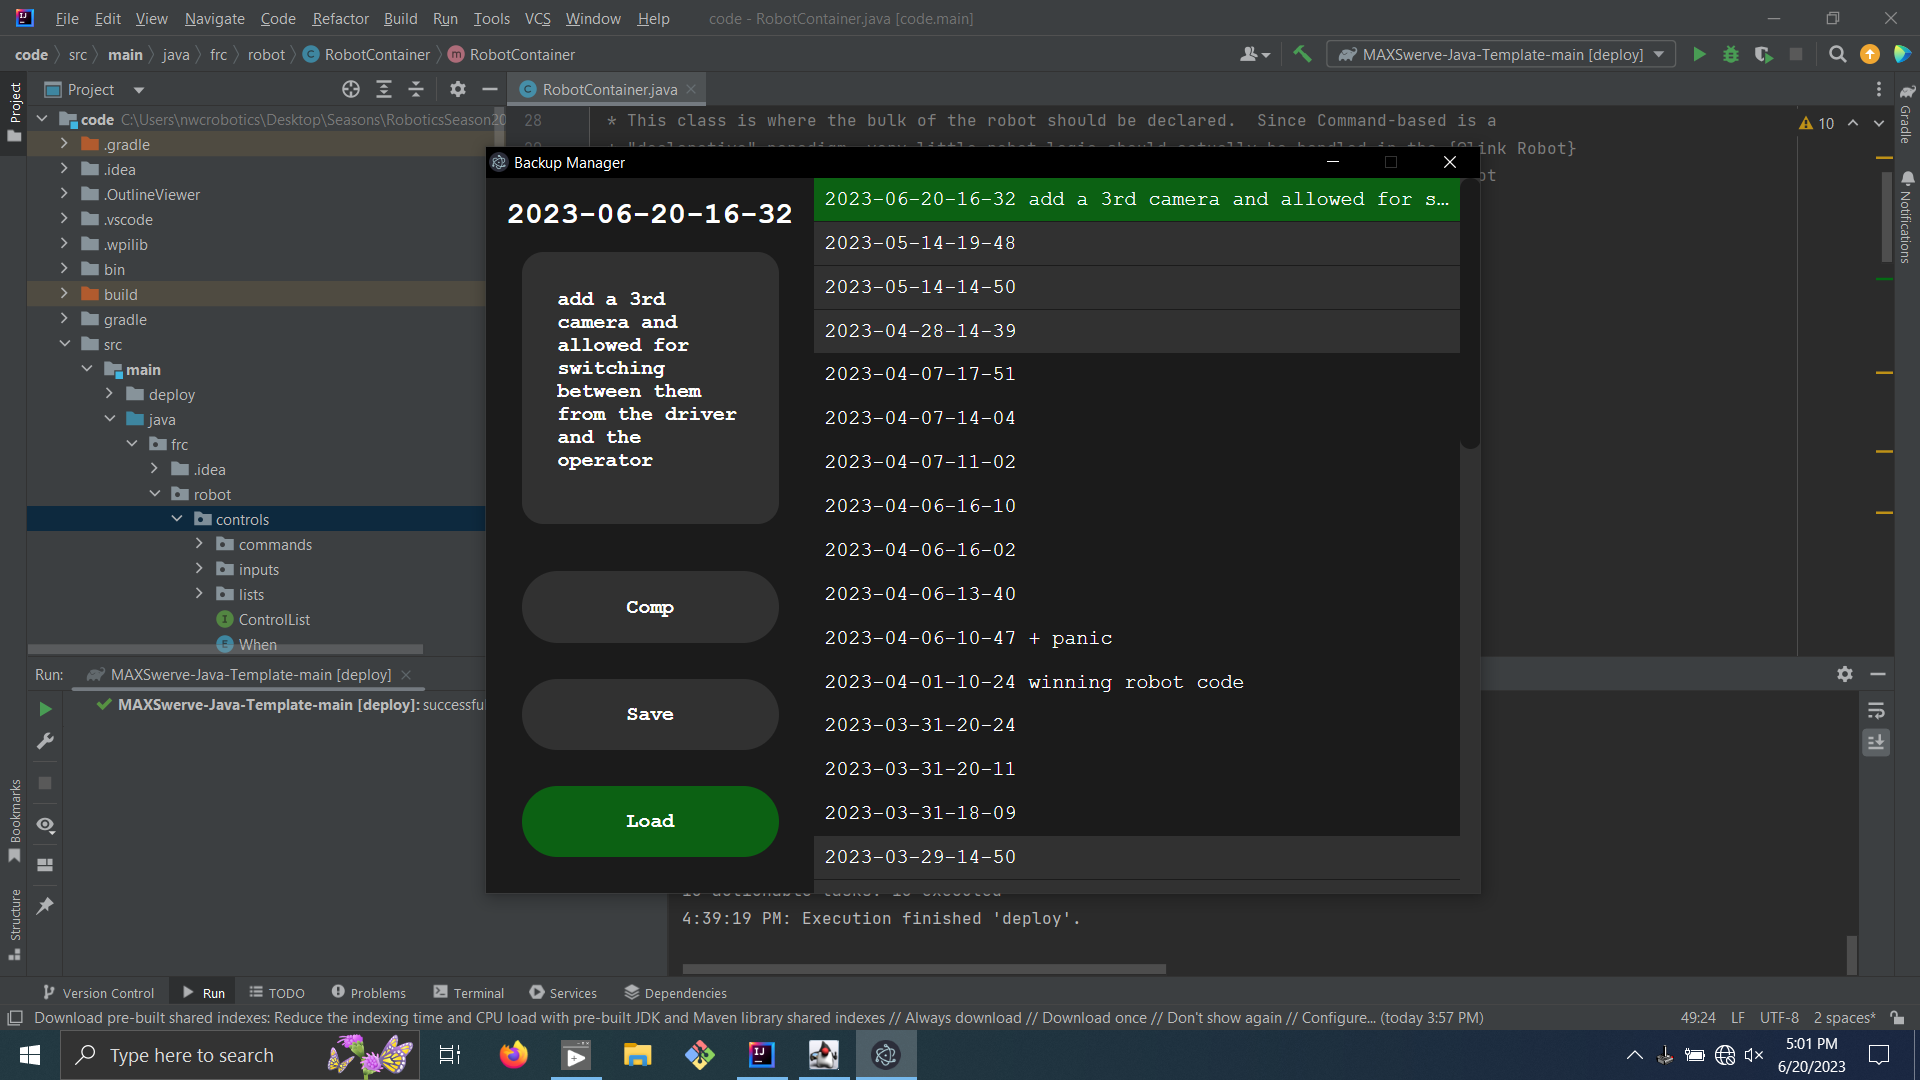 File Edit View Navigate Code Refactor Build Run Tools VCS Window Help code - RobotContainer.java [code.main]
code src main java frc robot RobotContainer RobotContainer
MAXSwerve-Java-Template-main [deploy]
Project
Project
RobotContainer.java
Gradle
Notifications
code C:\Users\nwcrobotics\Desktop\Seasons\RoboticsSeason20
.gradle
.idea
.OutlineViewer
.vscode
.wpilib
bin
build
gradle
src
main
deploy
java
frc
.idea
robot
controls
commands
inputs
lists
ControlList
When
28 * This class is where the bulk of the robot should be declared.  Since Command-based is a
10
Backup Manager
2023-06-20-16-32
add a 3rd
camera and
allowed for
switching
between them
from the driver
and the
operator
Comp
Save
Load
2023-06-20-16-32 add a 3rd camera and allowed for s…
2023-05-14-19-48
2023-05-14-14-50
2023-04-28-14-39
2023-04-07-17-51
2023-04-07-14-04
2023-04-07-11-02
2023-04-06-16-10
2023-04-06-16-02
2023-04-06-13-40
2023-04-06-10-47 + panic
2023-04-01-10-24 winning robot code
2023-03-31-20-24
2023-03-31-20-11
2023-03-31-18-09
2023-03-29-14-50
Run: MAXSwerve-Java-Template-main [deploy]
MAXSwerve-Java-Template-main [deploy]: successfu
Bookmarks
Structure
4:39:19 PM: Execution finished 'deploy'.
Version Control Run TODO Problems Terminal Services Dependencies
Download pre-built shared indexes: Reduce the indexing time and CPU load with pre-built JDK and Maven library shared indexes // Always download // Download once // Don't show again // Configure... (today 3:57 PM)
49:24 LF UTF-8 2 spaces*
Type here to search
5:01 PM
6/20/2023